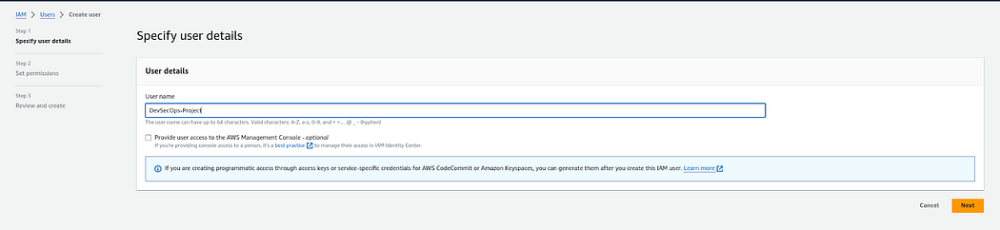 IAM > Users > Create user
Step 1
Specify user details
Step 2
Set permissions
Step 3
Review and create
Specify user details
User details
User name
DevSecOps-Project
The user name can have up to 64 characters. Valid characters: A-Z, a-z, 0-9, and + = , . @ _ - (hyphen)
Provide user access to the AWS Management Console - optional
If you're providing console access to a person, it's a best practice to manage their access in IAM Identity Center.
If you are creating programmatic access through access keys or service-specific credentials for AWS CodeCommit or Amazon Keyspaces, you can generate them after you create this IAM user. Learn more
Cancel
Next